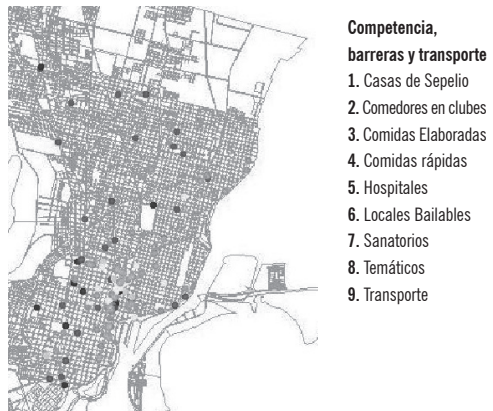 Competencia,
barreras y transporte
1. Casas de Sepelio
2. Comedores en clubes
3. Comidas Elaboradas
4. Comidas rápidas
5. Hospitales
6. Locales Bailables
7. Sanatorios
8. Temáticos
9. Transporte